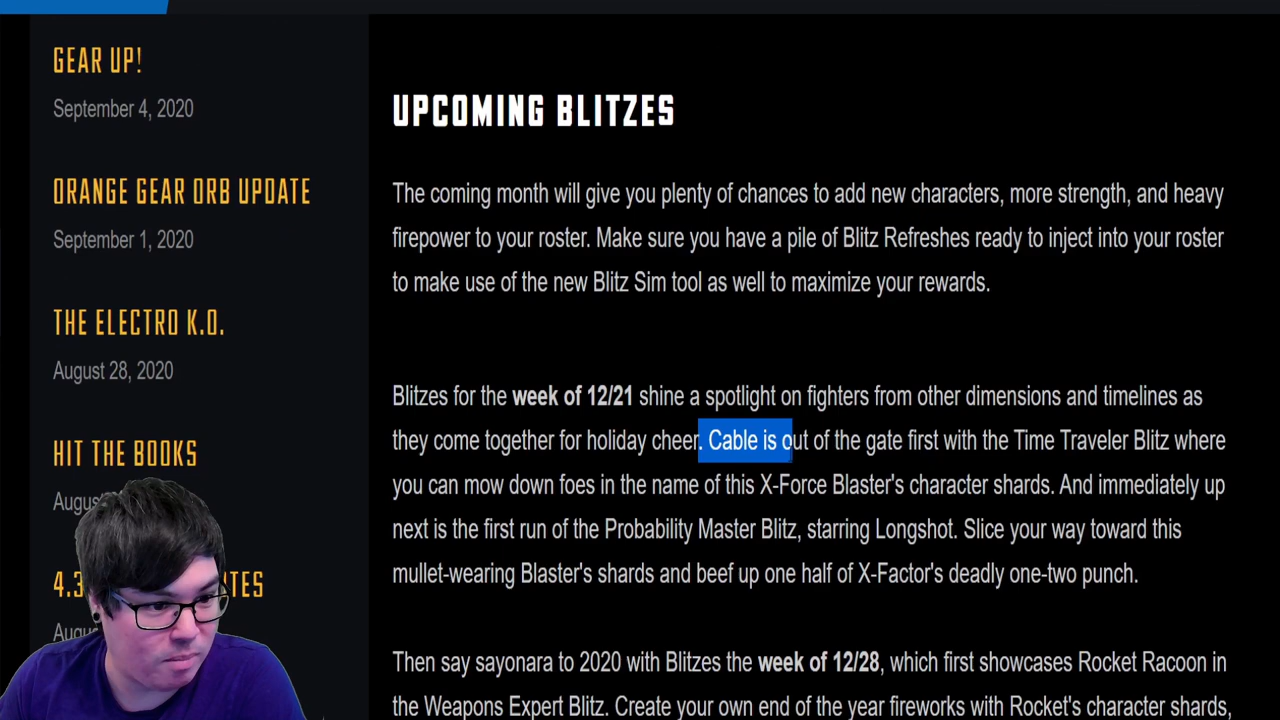 GEAR UP!
September 4, 2020
ORANGE GEAR ORB UPDATE
September 1, 2020
THE ELECTRO K.O.
August 28, 2020
HIT THE BOOKS
Augus
4.3
TES
Augu
UPCOMING BLITZES
The coming month will give you plenty of chances to add new characters, more strength, and heavy
firepower to your roster. Make sure you have a pile of Blitz Refreshes ready to inject into your roster
to make use of the new Blitz Sim tool as well to maximize your rewards.
Blitzes for the week of 12/21 shine a spotlight on fighters from other dimensions and timelines as
they come together for holiday cheer. Cable is out of the gate first with the Time Traveler Blitz where
you can mow down foes in the name of this X-Force Blaster's character shards. And immediately up
next is the first run of the Probability Master Blitz, starring Longshot. Slice your way toward this
mullet-wearing Blaster's shards and beef up one half of X-Factor's deadly one-two punch.
Then say sayonara to 2020 with Blitzes the week of 12/28, which first showcases Rocket Racoon in
the Weapons Expert Blitz. Create your own end of the year fireworks with Rocket's character shards,